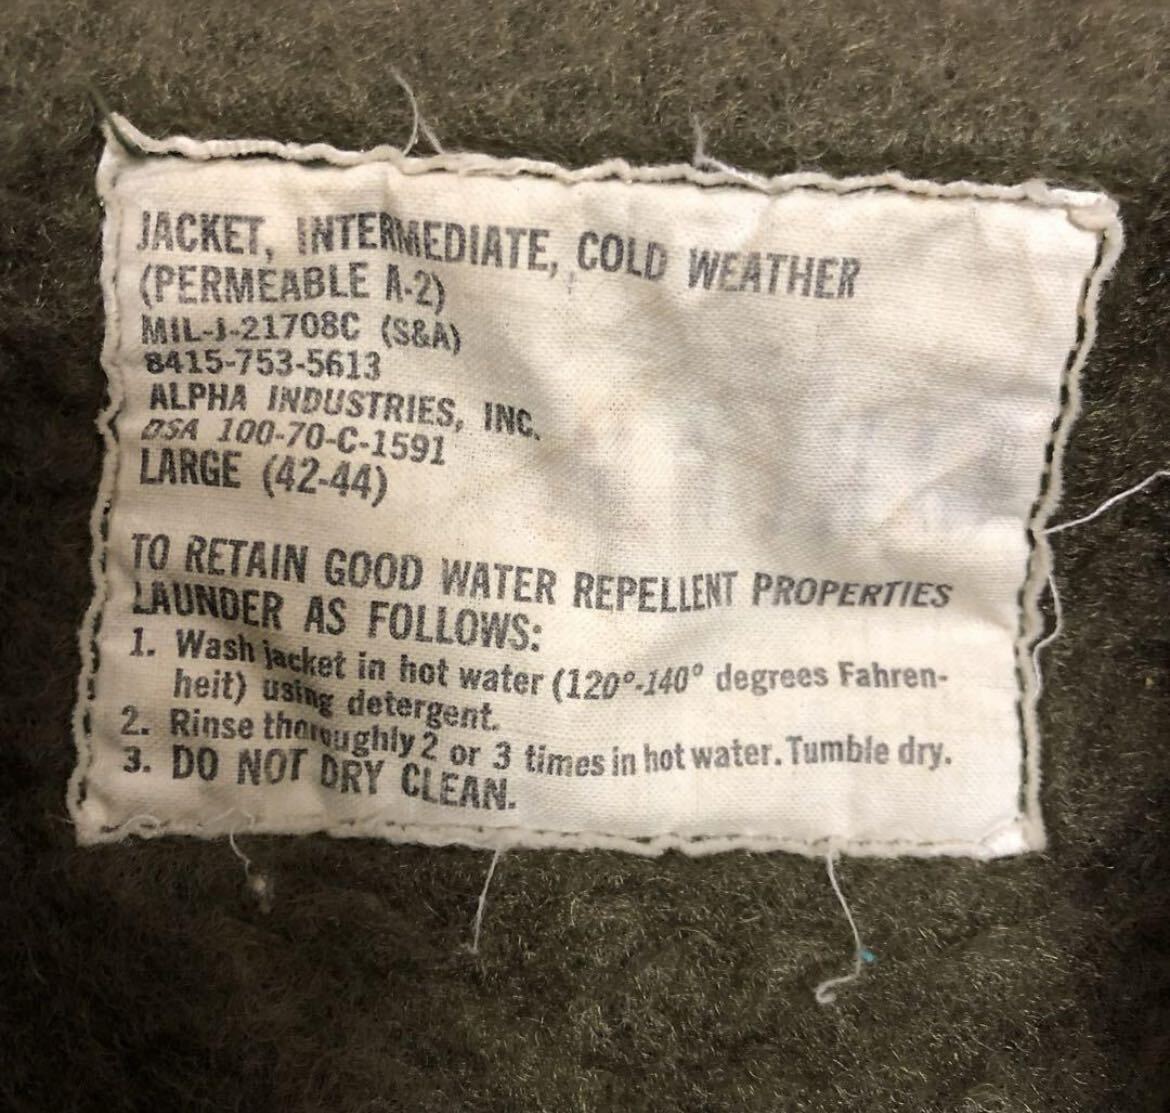 JACKET, INTERMEDIATE, COLD WEATHER
(PERMEABLE A-2)
MIL-J-21708C (S&A)
8415-753-5613
ALPHA INDUSTRIES, INC.
DSA 100-70-C-1591
LARGE (42-44)
TO RETAIN GOOD WATER REPELLENT PROPERTIES
LAUNDER AS FOLLOWS:
1. Wash jacket in hot water (120°-140° degrees Fahren-
heit) using detergent.
2. Rinse thoroughly 2 or 3 times in hot water. Tumble dry.
3. DO NOT DRY CLEAN.